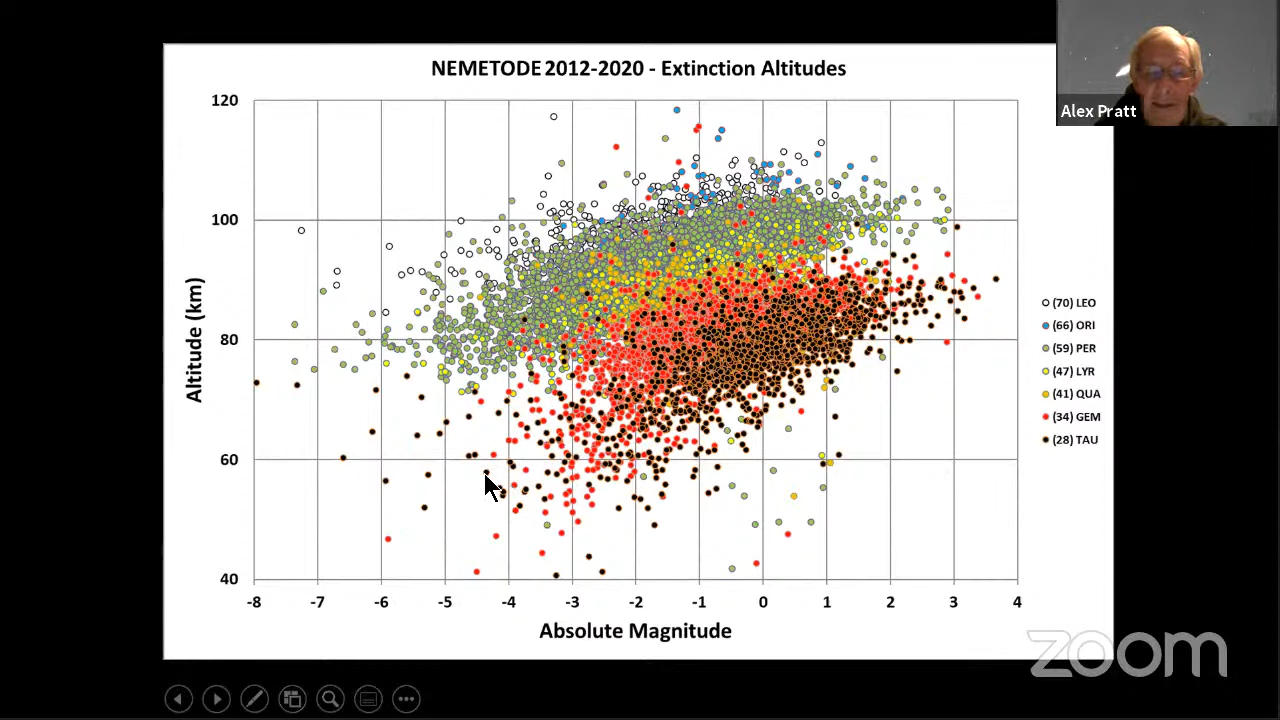 NEMETODE 2012-2020 - Extinction Altitudes
Alex Pratt
120
100
80
60
40
Altitude (km)
-8 -7 -6 -5 -4 -3 -2 -1 0 1 2 3 4
Absolute Magnitude
(70) LEO
(66) ORI
(59) PER
(47) LYR
(41) QUA
(34) GEM
(28) TAU
zoom